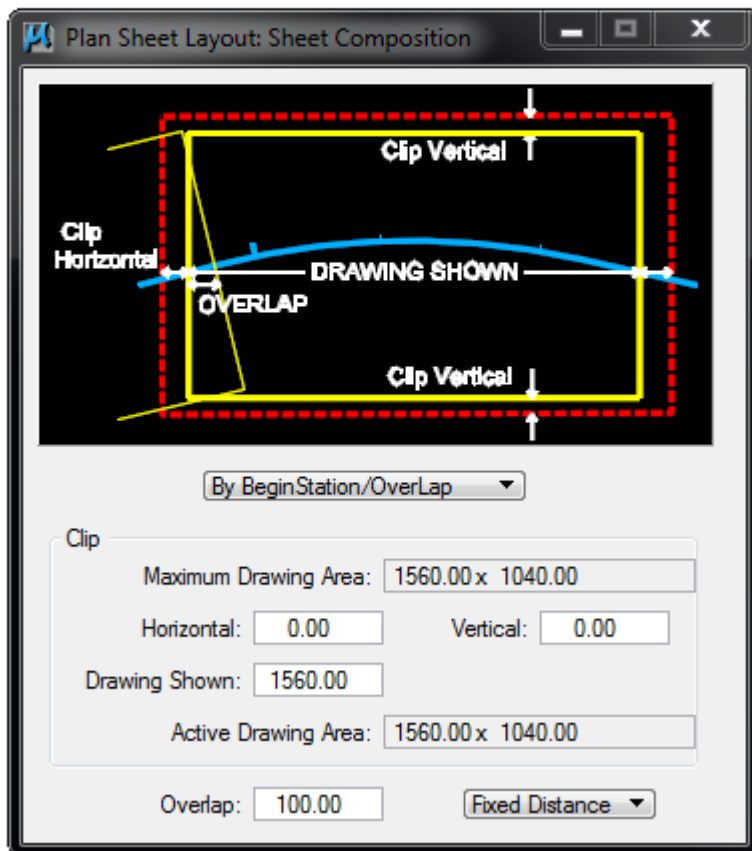 Plan Sheet Layout: Sheet Composition
Clip Vertical
Clip
Horizontal
DRAWING SHOWN
OVERLAP
Clip Vertical
By BeginStation/OverLap
Clip
Maximum Drawing Area: 1560.00 x 1040.00
Horizontal: 0.00 Vertical: 0.00
Drawing Shown: 1560.00
Active Drawing Area: 1560.00 x 1040.00
Overlap: 100.00 Fixed Distance